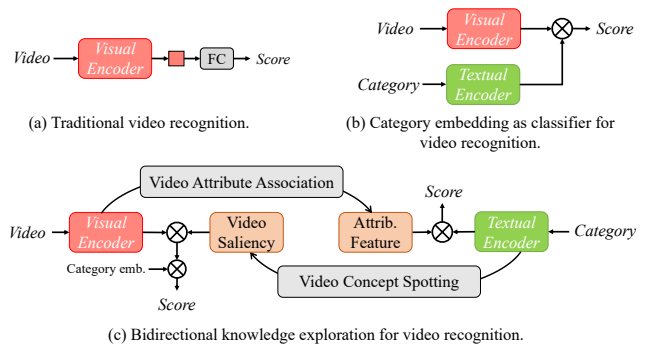 Video
Visual
Encoder
FC
Score
(a) Traditional video recognition.
Video
Visual
Encoder
Score
Category
Textual
Encoder
(b) Category embedding as classifier for
video recognition.
Video Attribute Association
Video
Visual
Encoder
Video
Saliency
Category emb.
Score
Score
Attrib.
Feature
Textual
Encoder
Category
Video Concept Spotting
(c) Bidirectional knowledge exploration for video recognition.